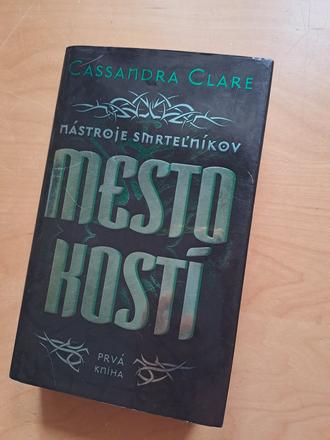 CASSANDRA CLARE
NÁSTROJE SMRTEĽNÍKOV
MESTO
KOSTÍ
PRVÁ
KNIHA